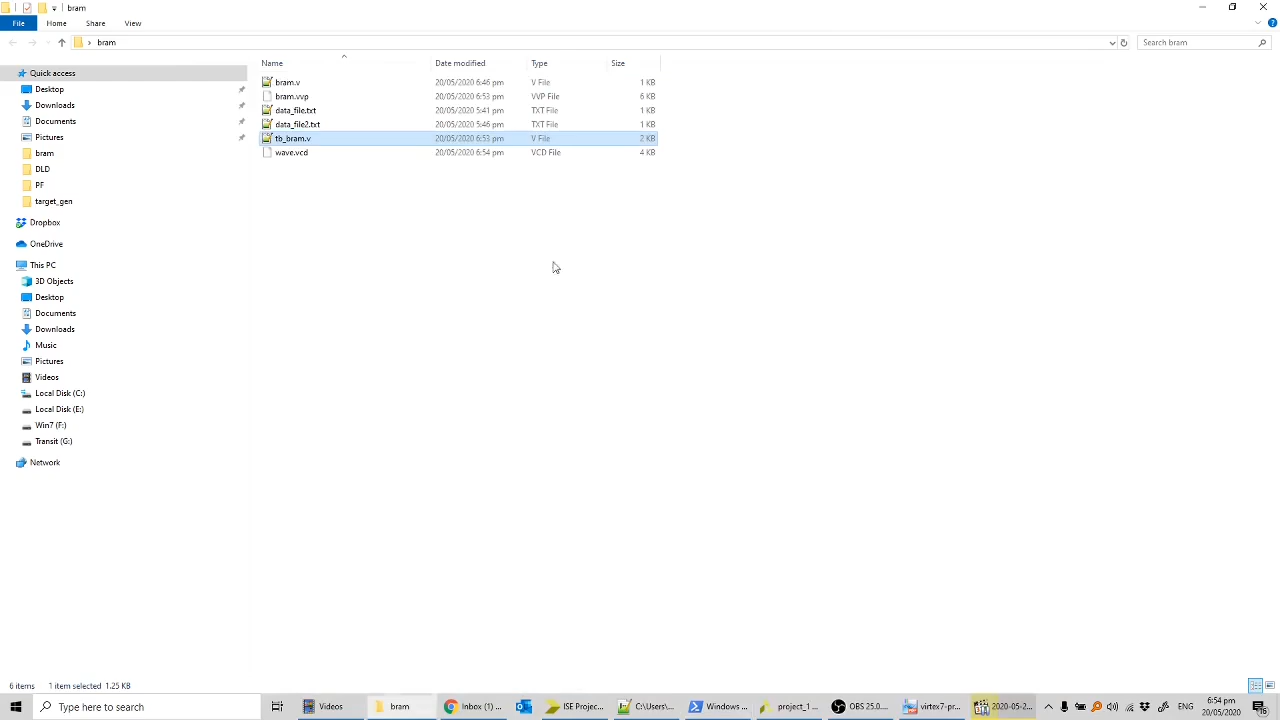 bram
File Home Share View
bram Search bram
Name Date modified Type Size
Quick access
Desktop
Downloads
Documents
Pictures
bram
DLD
PF
target_gen
Dropbox
OneDrive
This PC
3D Objects
Desktop
Documents
Downloads
Music
Pictures
Videos
Local Disk (C:)
Local Disk (E:)
Win7 (F:)
Transit (G:)
Network
bram.v 20/05/2020 6:46 pm V File 1 KB
bram.vvp 20/05/2020 6:53 pm VVP File 6 KB
data_file.txt 20/05/2020 5:41 pm TXT File 1 KB
data_file2.txt 20/05/2020 5:46 pm TXT File 1 KB
tb_bram.v 20/05/2020 6:53 pm V File 2 KB
wave.vcd 20/05/2020 6:54 pm VCD File 4 KB
6 items 1 item selected 1.25 KB
Type here to search Videos bram Inbox (1) ... ISE Projec... C:\Users\... Windows ... project_1 ... OBS 25.0.... virtex7-pr... 2020-05-2... ENG 6:54 pm
20/05/2020